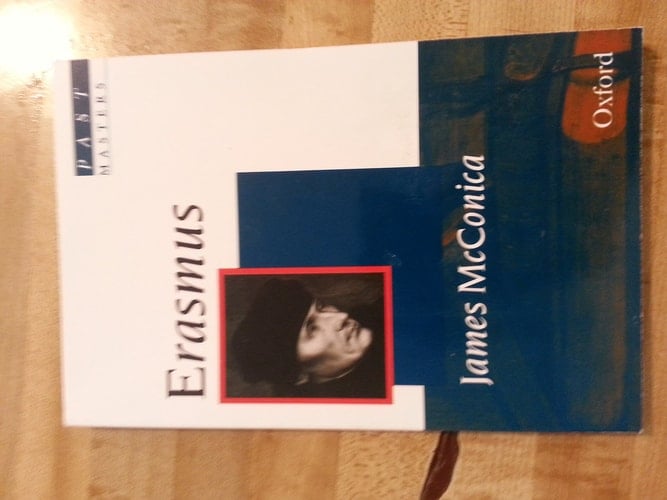 PAST
MASTERS
Erasmus
James McConica
Oxford